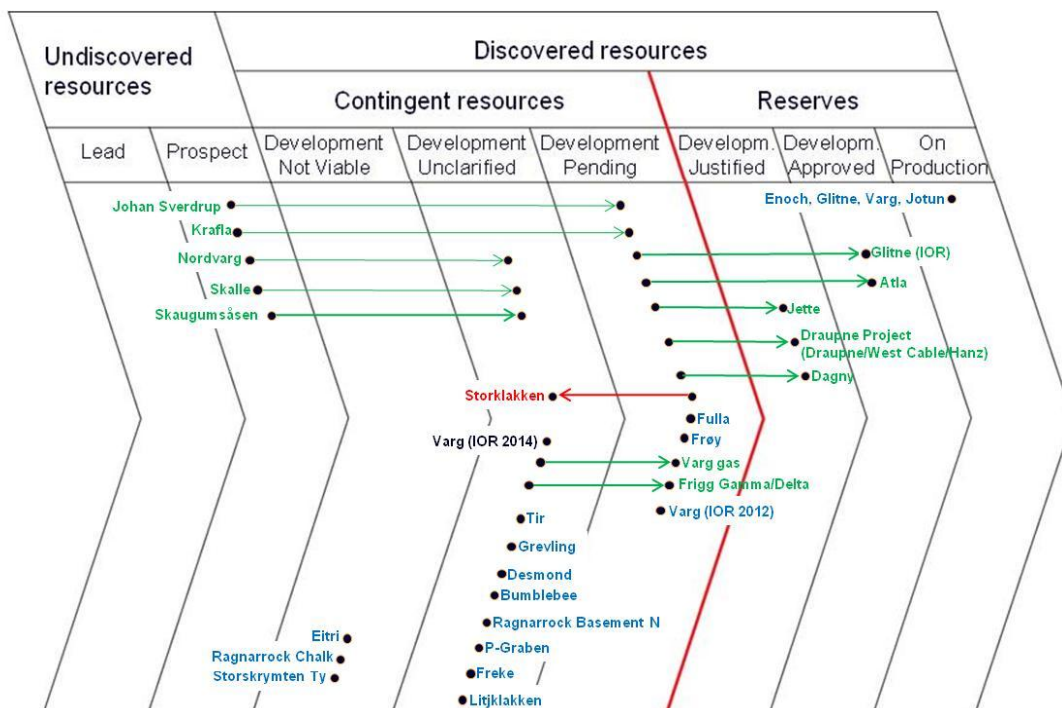 Undiscovered
resources
Discovered resources
Contingent resources
Reserves
Lead
Prospect
Development
Not Viable
Development
Unclarified
Development
Pending
Developm.
Justified
Developm.
Approved
On
Production
Johan Sverdrup
Enoch, Glitne, Varg, Jotun
Krafla
Nordvarg
Glitne (IOR)
Skalle
Atla
Skaugumsåsen
Jette
Draupne Project
(Draupne/West Cable/Hanz)
Dagny
Storklakken
Fulla
Frøy
Varg (IOR 2014)
Varg gas
Frigg Gamma/Delta
Varg (IOR 2012)
Tir
Grevling
Desmond
Bumblebee
Ragnarrock Basement N
Eitri
P-Graben
Ragnarrock Chalk
Freke
Storskrymten Ty
Litjklakken